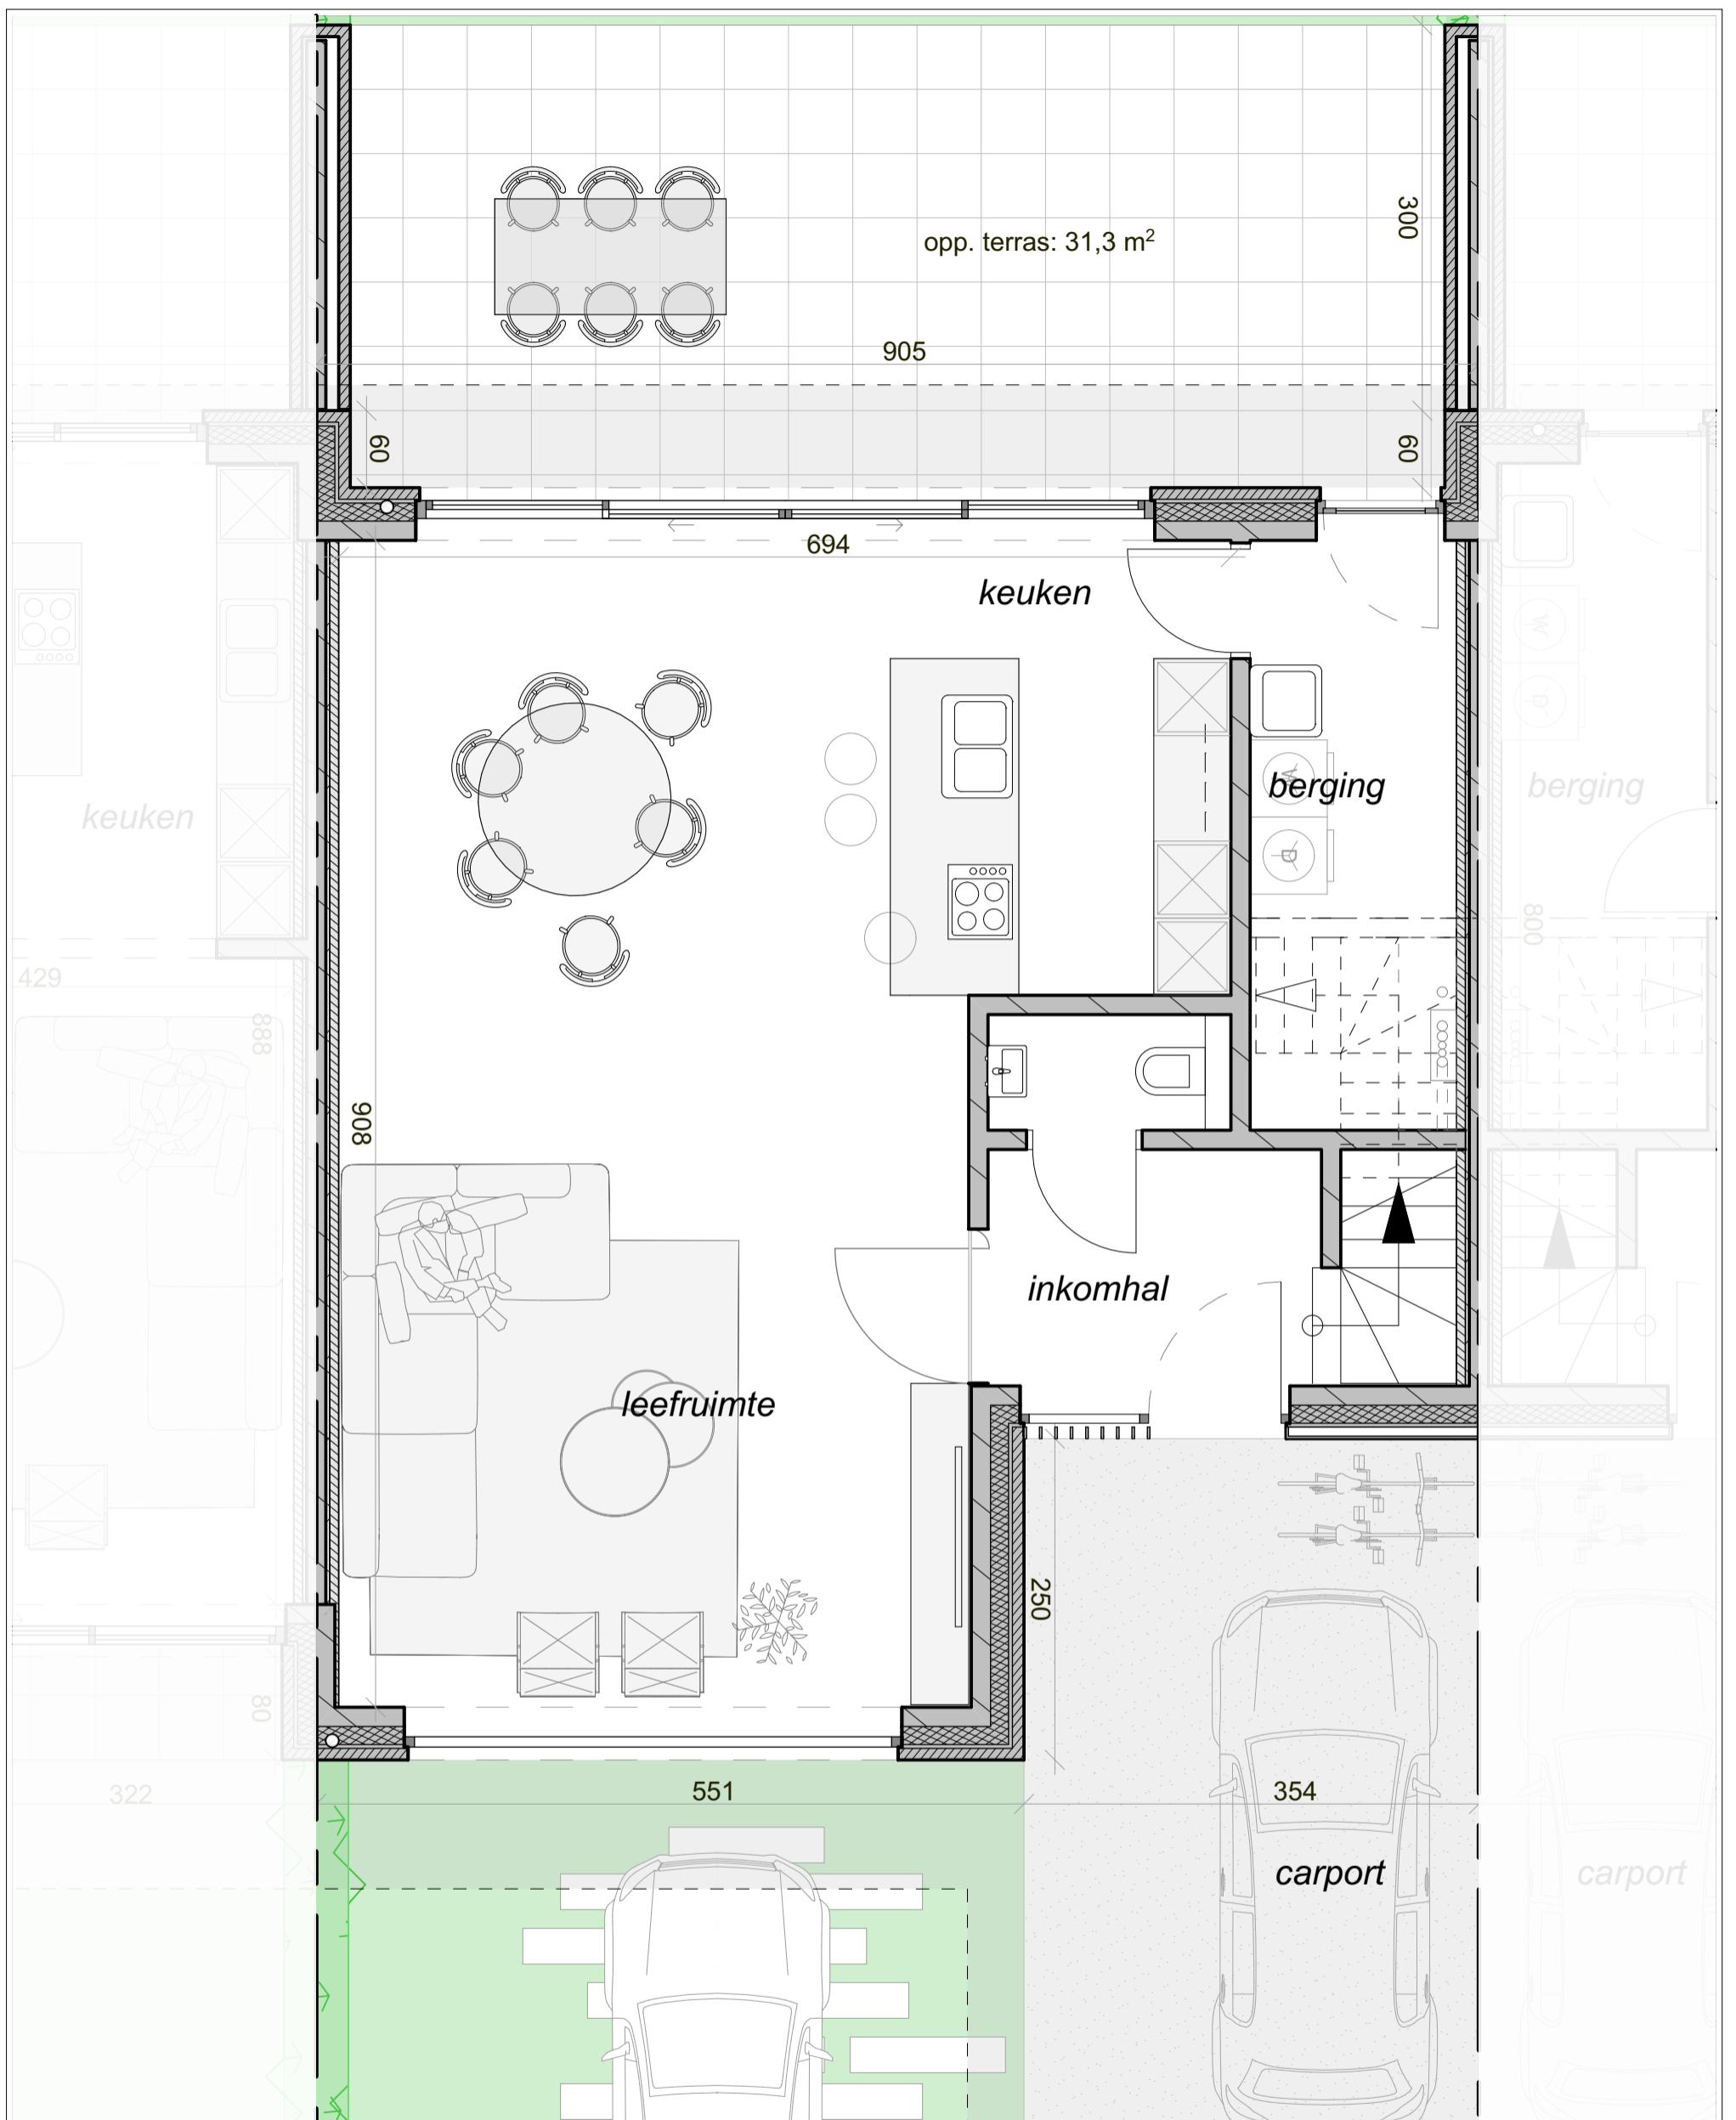 300
opp. terras: 31,3 m²
905
60
60
694
keuken
berging
W
D
keuken
berging
W
D
800
429
888
908
inkomhal
leefruimte
250
80
322
551
354
carport
carport